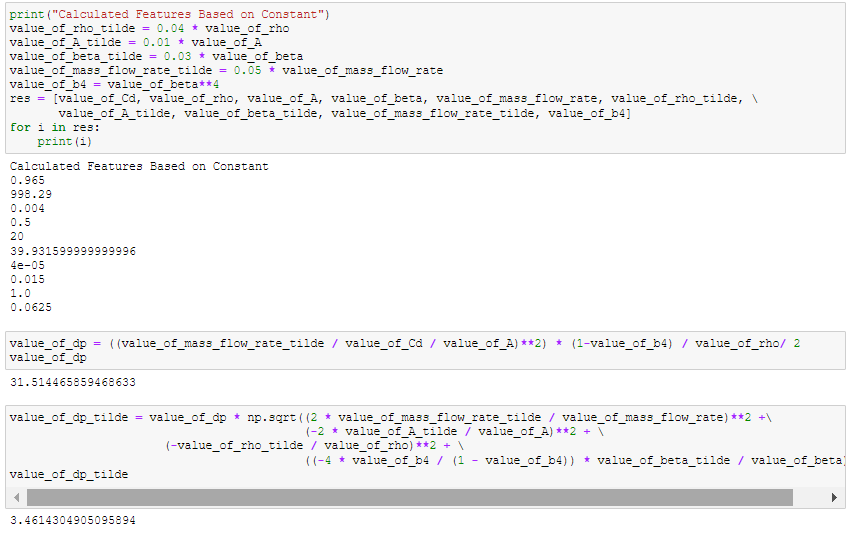 print("Calculated Features Based on Constant")
value_of_rho_tilde = 0.04 * value_of_rho
value_of_A_tilde = 0.01 * value_of_A
value_of_beta_tilde = 0.03 * value_of_beta
value_of_mass_flow_rate_tilde = 0.05 * value_of_mass_flow_rate
value_of_b4 = value_of_beta**4
res = [value_of_Cd, value_of_rho, value_of_A, value_of_beta, value_of_mass_flow_rate, value_of_rho_tilde, \
value_of_A_tilde, value_of_beta_tilde, value_of_mass_flow_rate_tilde, value_of_b4]
for i in res:
print(i)
Calculated Features Based on Constant
0.965
998.29
0.004
0.5
20
39.931599999999996
4e-05
0.015
1.0
0.0625
value_of_dp = ((value_of_mass_flow_rate_tilde / value_of_Cd / value_of_A)**2) * (1-value_of_b4) / value_of_rho/ 2
value_of_dp
31.514465859468633
value_of_dp_tilde = value_of_dp * np.sqrt((2 * value_of_mass_flow_rate_tilde / value_of_mass_flow_rate)**2 +\
(-2 * value_of_A_tilde / value_of_A)**2 + \
(-value_of_rho_tilde / value_of_rho)**2 + \
((-4 * value_of_b4 / (1 - value_of_b4)) * value_of_beta_tilde / value_of_beta)
value_of_dp_tilde
3.4614304905095894